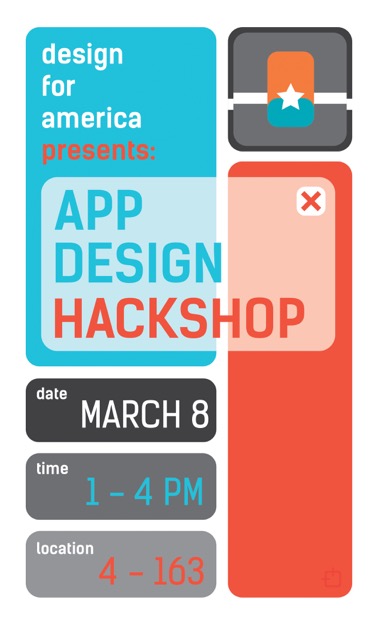 design
for
america
presents:
APP
DESIGN
HACKSHOP
date
MARCH 8
time
1 – 4 PM
location
4 – 163